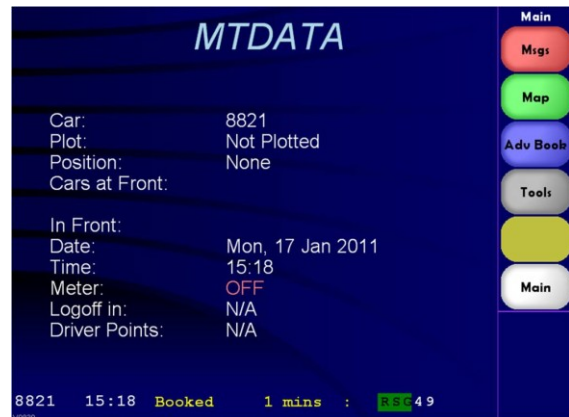 MTDATA
Main
Msgs
Map
Adv Book
Tools
Main
Car: 8821
Plot: Not Plotted
Position: None
Cars at Front:
In Front:
Date: Mon, 17 Jan 2011
Time: 15:18
Meter: OFF
Logoff in: N/A
Driver Points: N/A
8821 15:18 Booked 1 mins : RSG49